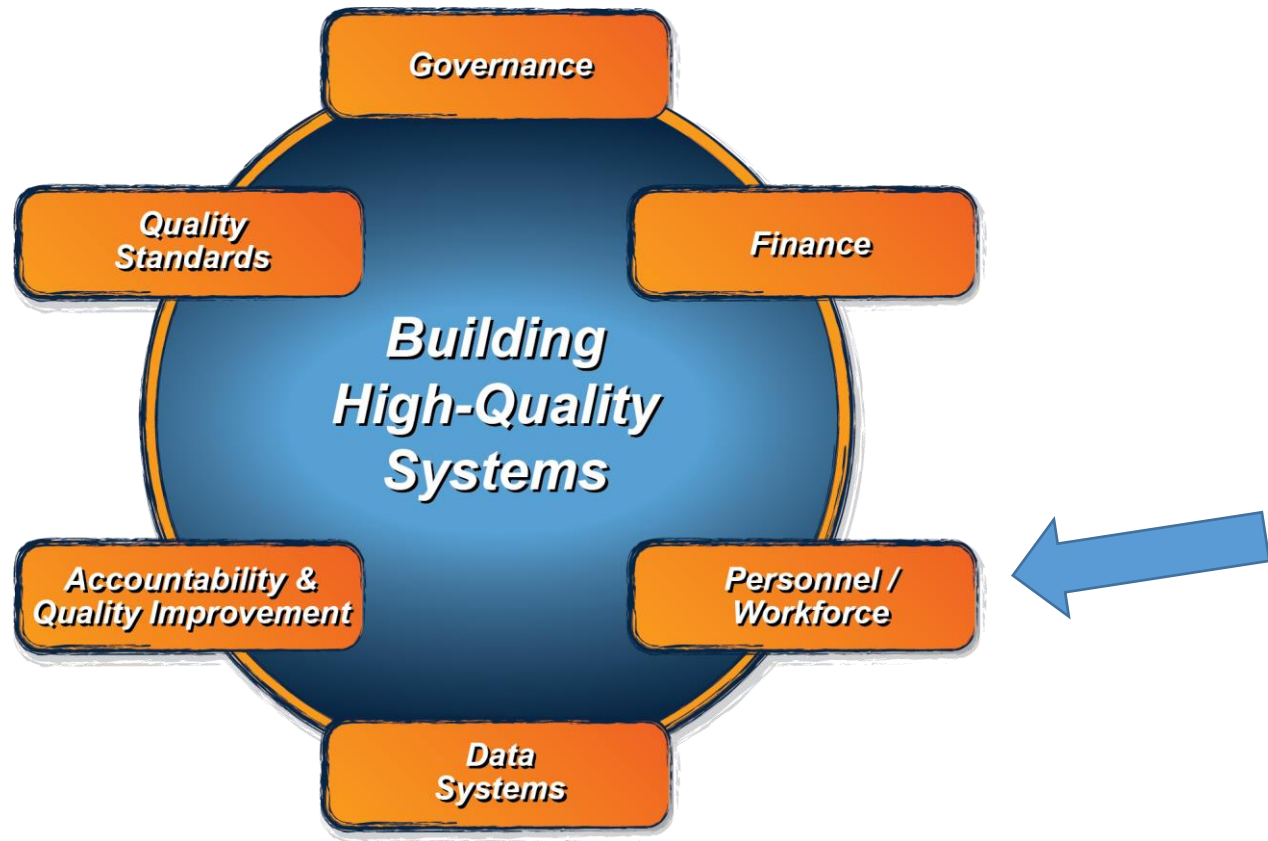 Governance
Quality
Standards
Finance
Building
High-Quality
Systems
Accountability &
Quality Improvement
Personnel /
Workforce
Data
Systems